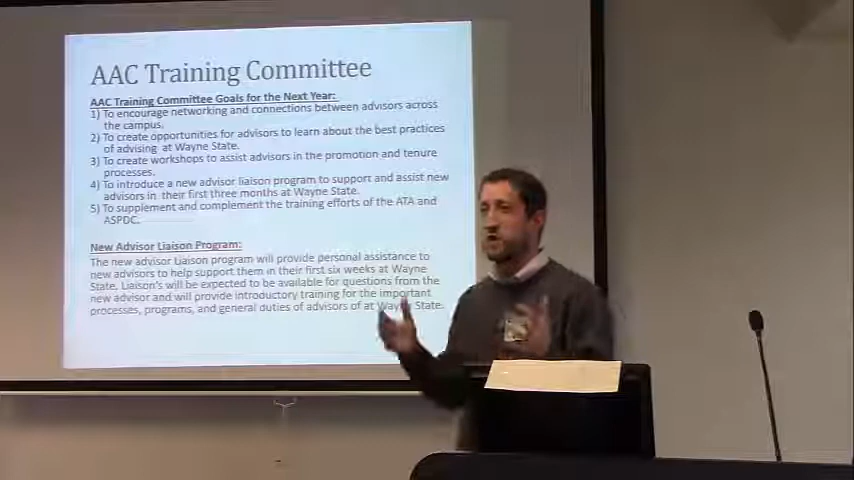 AAC Training Committee
AAC Training Committee Goals for the Next Year:
1) To encourage networking and connections between advisors across
the campus.
2) To create opportunities for advisors to learn about the best practices
of advising at Wayne State.
3) To create workshops to assist advisors in the promotion and tenure
processes.
4) To introduce a new advisor liaison program to support and assist new
advisors in their first three months at Wayne State.
5) To supplement and complement the training efforts of the ATA and
ASPDC.
New Advisor Liaison Program:
The new advisor Liaison program will provide personal assistance to
new advisors to help support them in their first six weeks at Wayne
State. Liaison's will be expected to be available for questions from the
new advisor and will provide introductory training for the important
processes, programs, and general duties of advisors of at Wayne State.